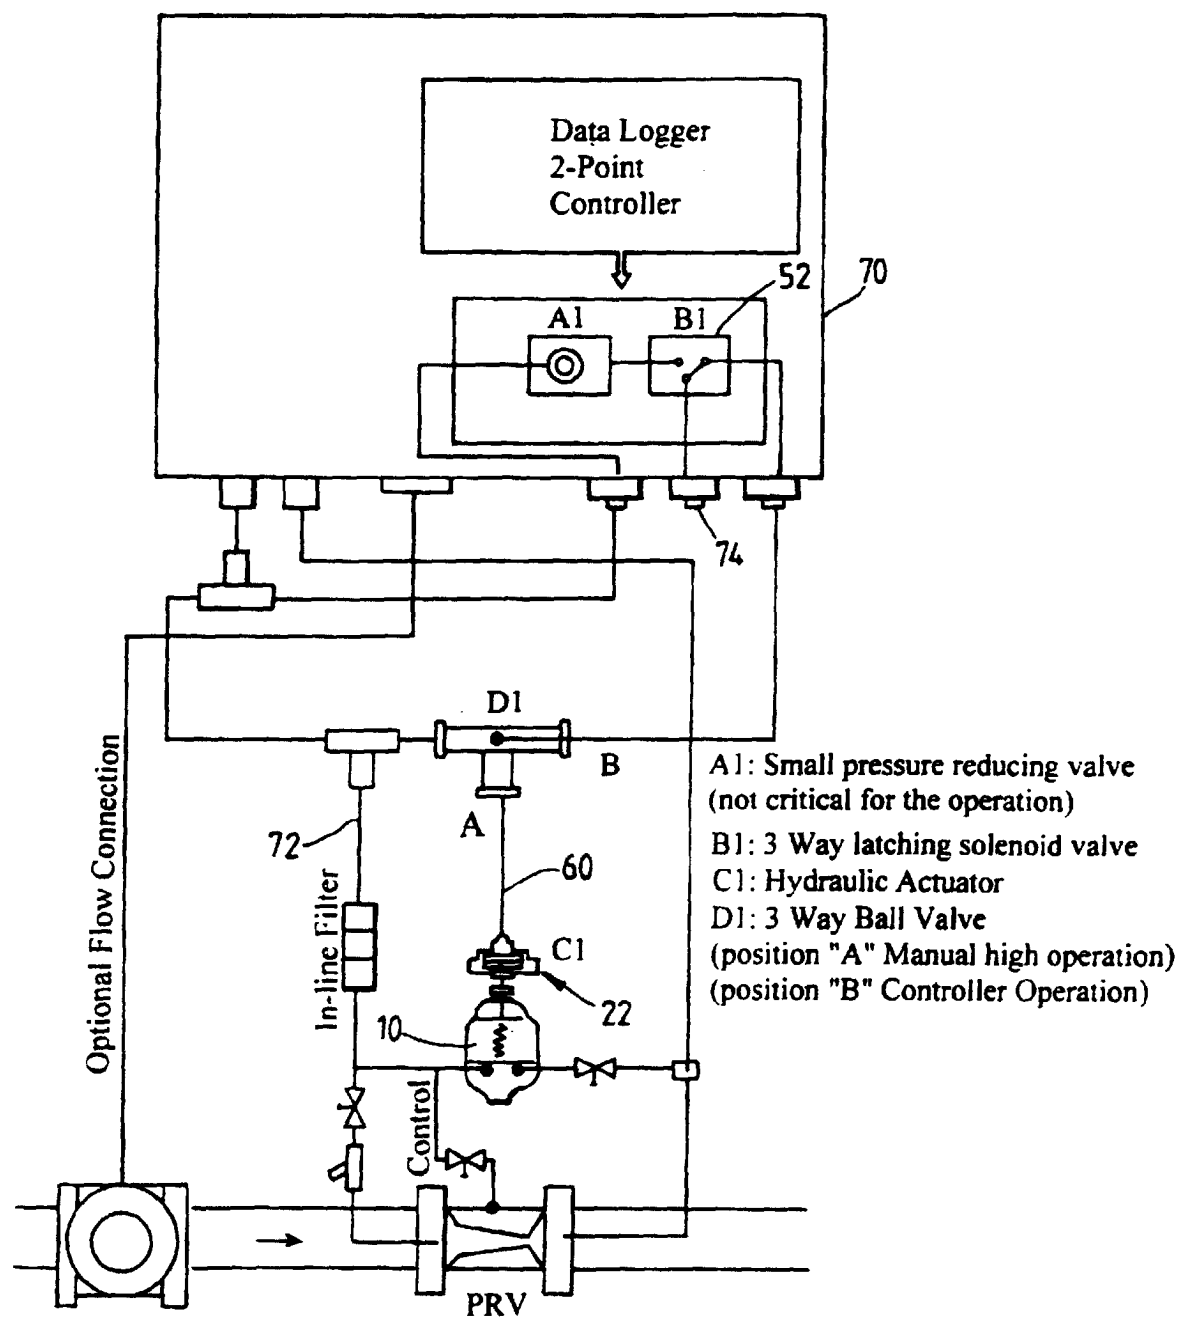 Data Logger
2-Point
Controller
52
70
A1
B1
74
D1
B
A
72
60
Optional Flow Connection
In-line Filter
C1
22
10
Control
PRV
A1: Small pressure reducing valve
(not critical for the operation)
B1: 3 Way latching solenoid valve
C1: Hydraulic Actuator
D1: 3 Way Ball Valve
(position "A" Manual high operation)
(position "B" Controller Operation)